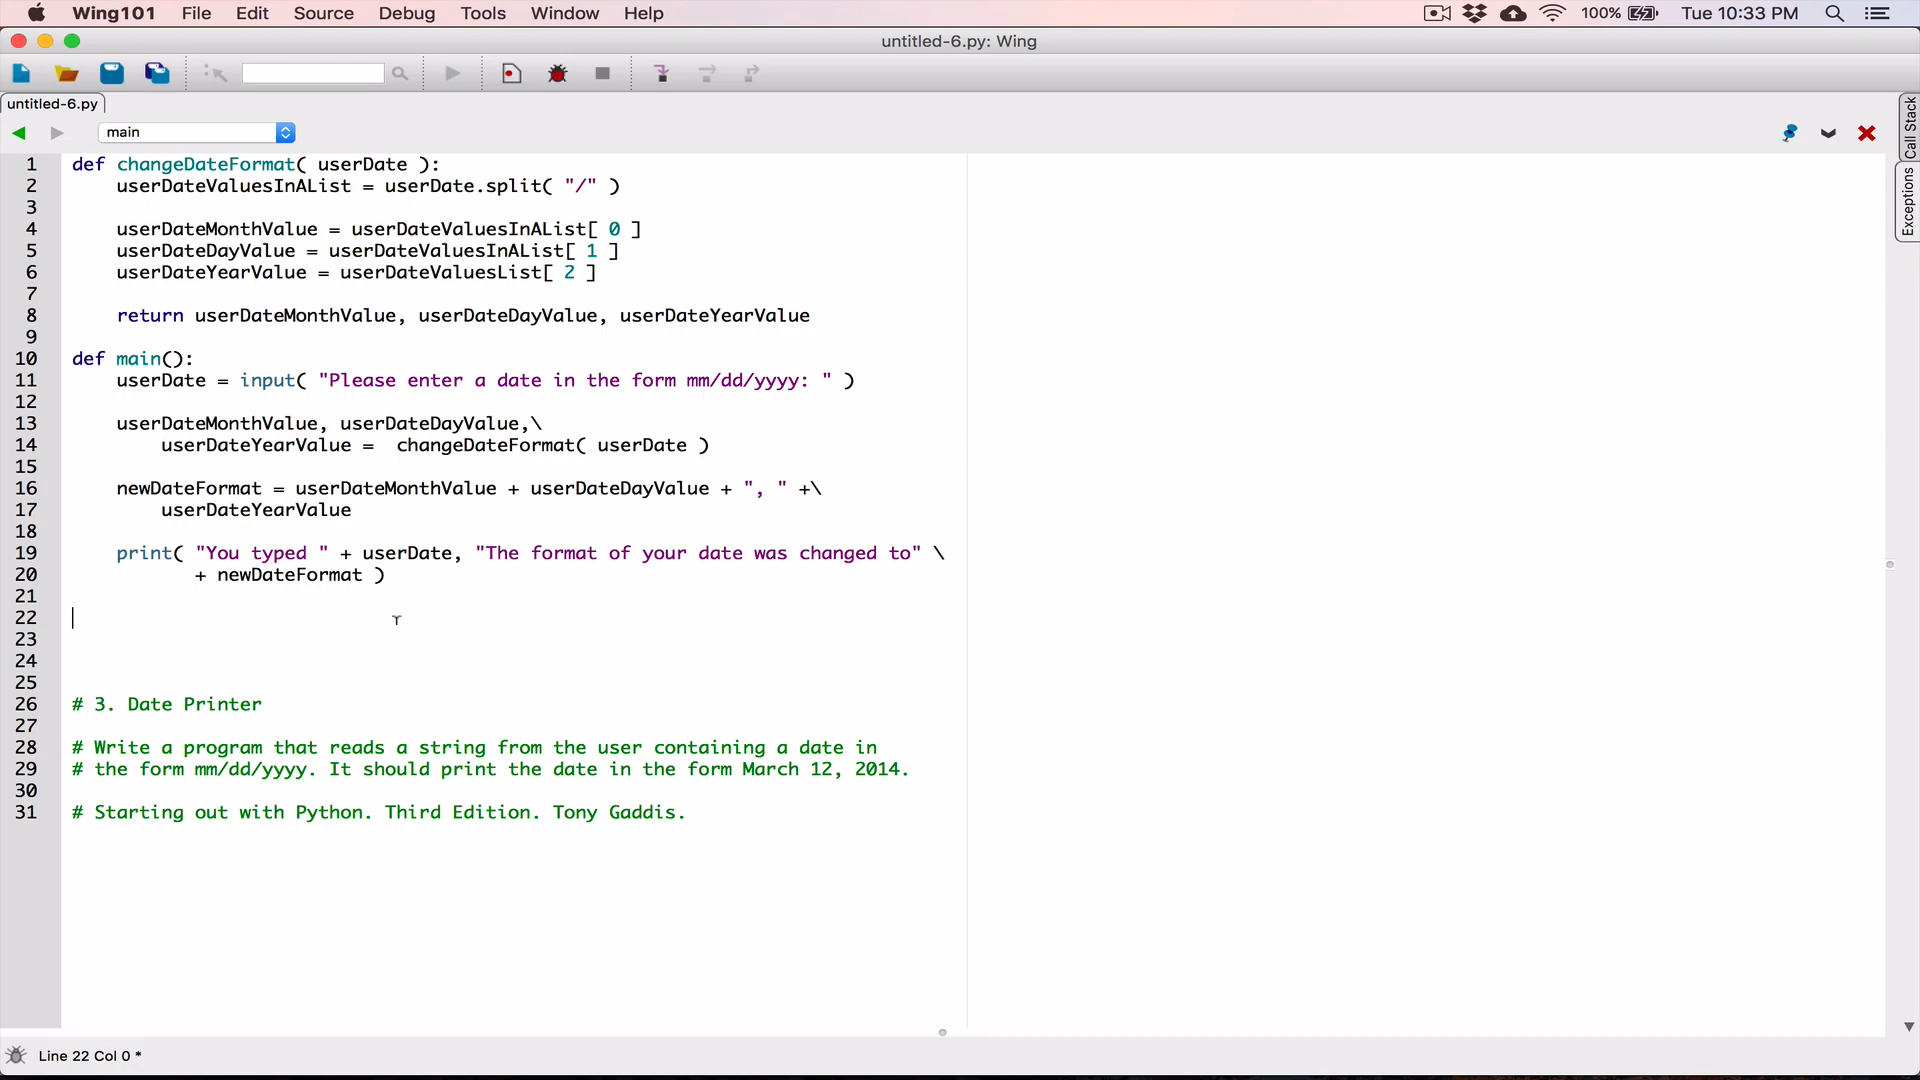 Wing101 File Edit Source Debug Tools Window Help 100% Tue 10:33 PM
untitled-6.py: Wing
untitled-6.py
main
Call Stack
Exceptions
1 def changeDateFormat( userDate ):
2     userDateValuesInAList = userDate.split( "/" )
3
4     userDateMonthValue = userDateValuesInAList[ 0 ]
5     userDateDayValue = userDateValuesInAList[ 1 ]
6     userDateYearValue = userDateValuesList[ 2 ]
7
8     return userDateMonthValue, userDateDayValue, userDateYearValue
9
10 def main():
11     userDate = input( "Please enter a date in the form mm/dd/yyyy: " )
12
13     userDateMonthValue, userDateDayValue,\
14         userDateYearValue =  changeDateFormat( userDate )
15
16     newDateFormat = userDateMonthValue + userDateDayValue + ", " +\
17         userDateYearValue
18
19     print( "You typed " + userDate, "The format of your date was changed to" \
20            + newDateFormat )
21
22
23
24
25
26 # 3. Date Printer
27
28 # Write a program that reads a string from the user containing a date in
29 # the form mm/dd/yyyy. It should print the date in the form March 12, 2014.
30
31 # Starting out with Python. Third Edition. Tony Gaddis.
Line 22 Col 0 *